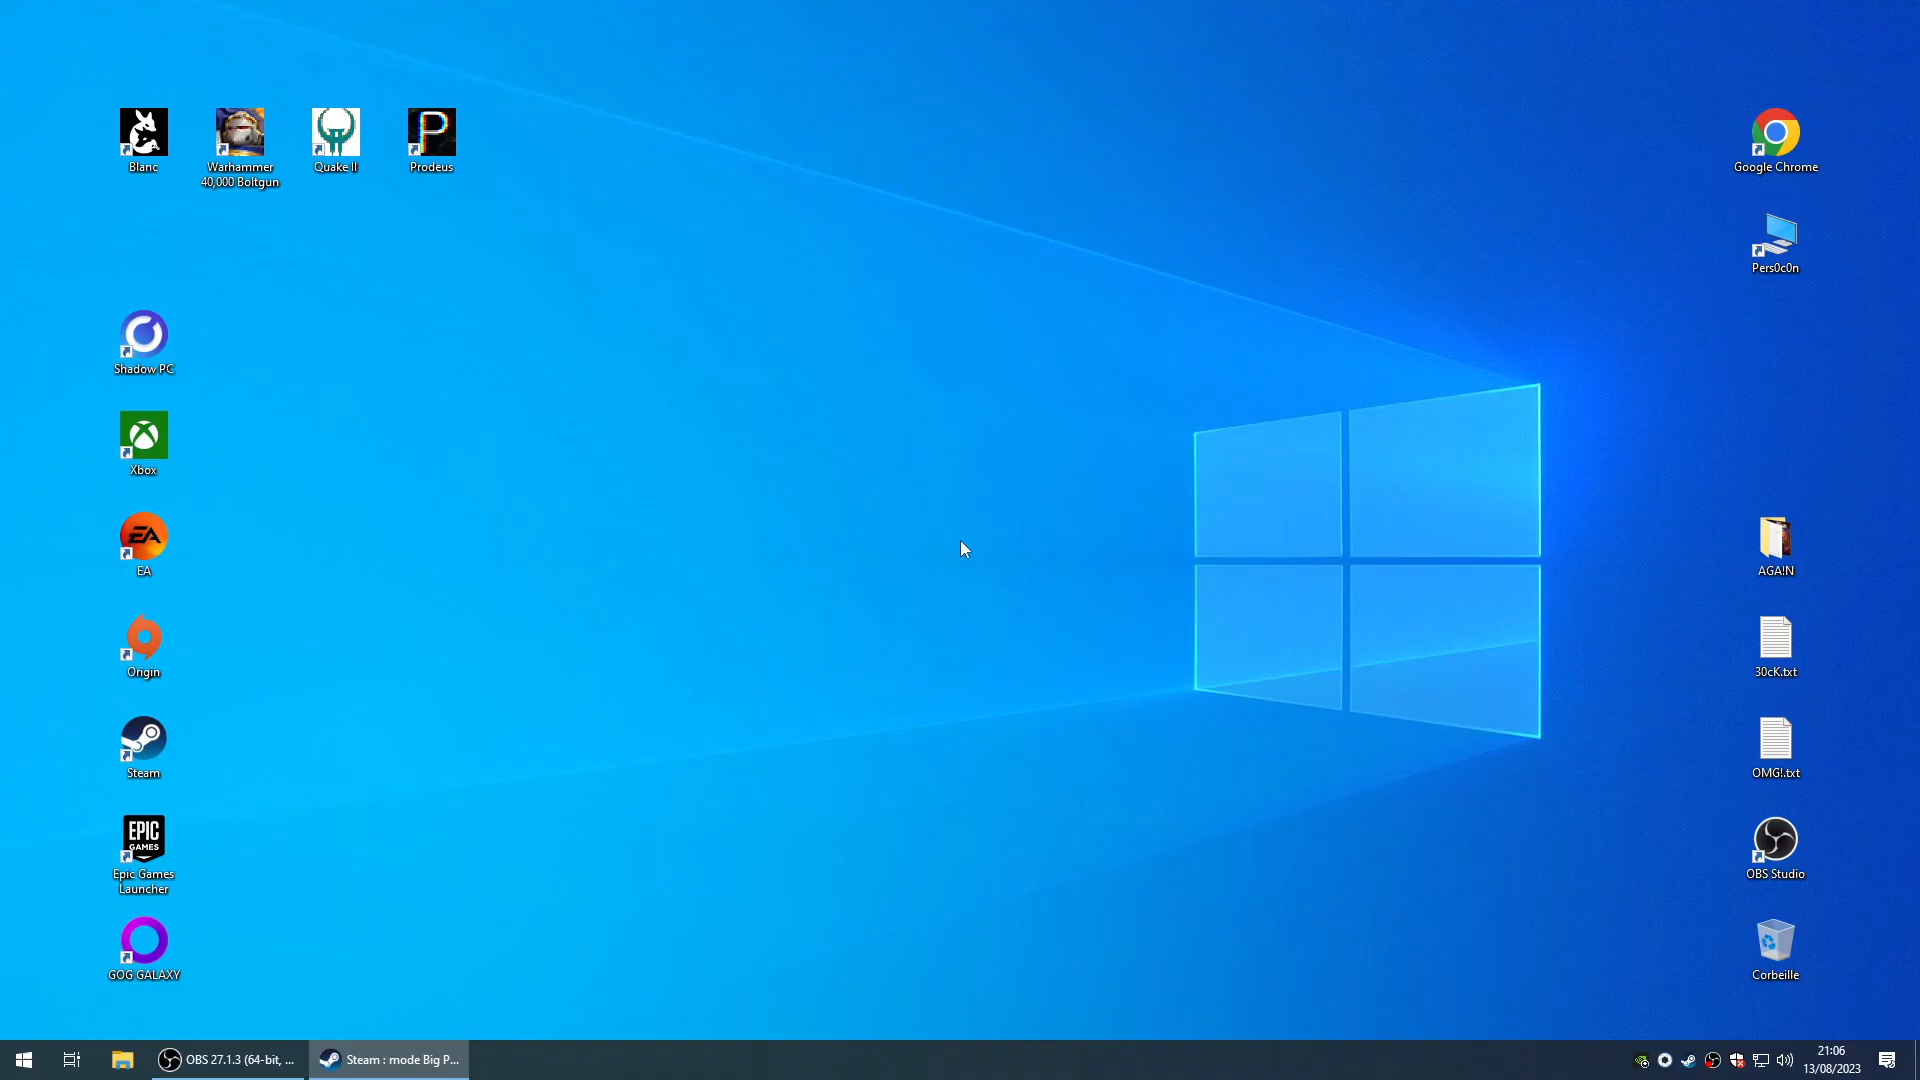 Blanc
Warhammer
40,000 Boltgun
Quake II
P
Prodeus
Google Chrome
Pers0c0n
Shadow PC
Xbox
EA
EA
AGA!N
Origin
30cK.txt
Steam
OMG!.txt
EPIC
GAMES
Epic Games
Launcher
OBS Studio
GOG GALAXY
Corbeille
OBS 27.1.3 (64-bit, ...
Steam : mode Big P...
21:06
13/08/2023